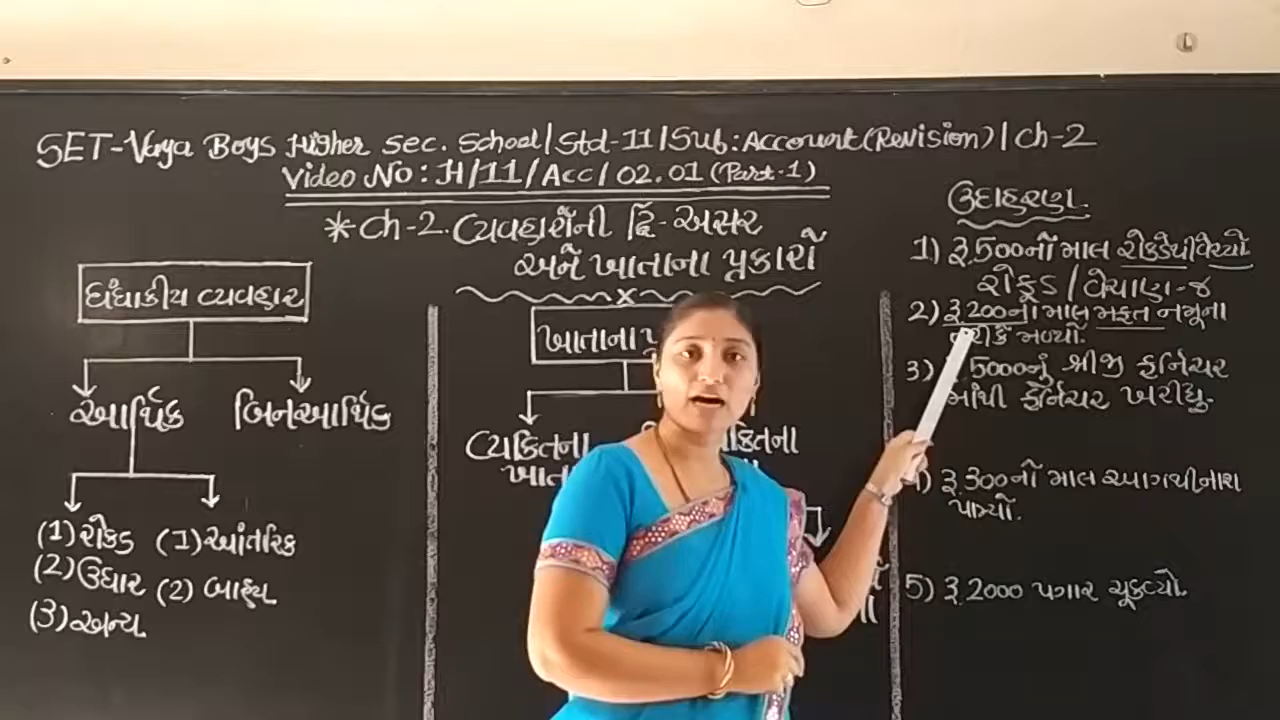 SET-Vaya Boys Higher Sec. School/Std-11/Sub:Account(Revision)/Ch-2
Video No: H/11/Acc/02.01(Part-1)
*Ch-2. વ્યવહારોની દ્વિ-અસર
અને ખાતાના પ્રકારો
ધંધાકીય વ્યવહાર
આર્થિક
બિનઆર્થિક
(1) રોકડ
(2) ઉધાર
(3) અન્ય
(1) આંતરિક
(2) બાહ્ય
x
ખાતાના
વ્યકિતના
ઉદાહરણ
1) રૂ.500નો માલ રોકડેથી વેચ્યો
રોકડ/વેચાણ-જ
2) રૂ.200નો માલ મફત નમૂના
તરીકે મળ્યો.
3) 5000નું શ્રીજી ફર્નિચર
માંથી ફર્નિચર ખરીદ્યુ.
) રૂ.300નો માલ આગથી નાશ
પામ્યો.
5) રૂ.2000 પગાર ચૂકવ્યો.